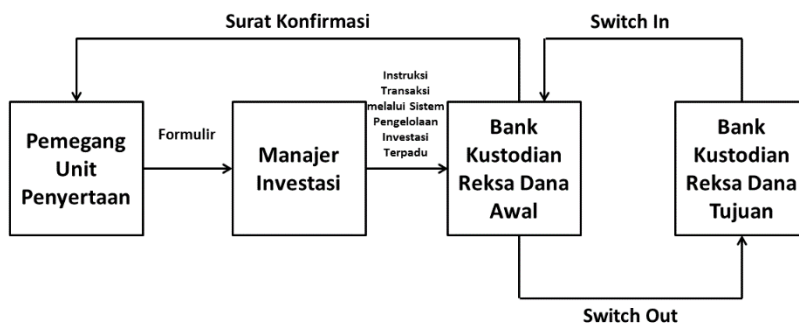 Surat Konfirmasi
Switch In
Pemegang
Unit
Penyertaan
Formulir
Manajer
Investasi
Instruksi
Transaksi
melalui Sistem
Pengelolaan
Investasi
Terpadu
Bank
Kustodian
Reksa Dana
Awal
Bank
Kustodian
Reksa Dana
Tujuan
Switch Out